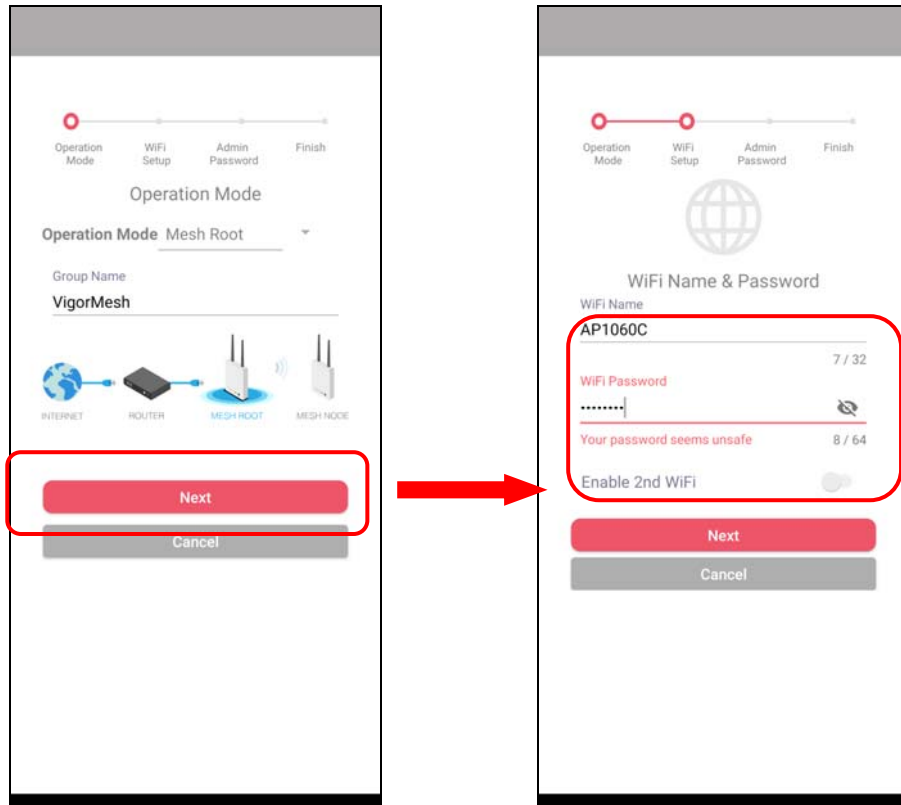 Operation Mode
WiFi Setup
Admin Password
Finish
Operation Mode
Operation Mode Mesh Root
Group Name
VigorMesh
INTERNET
ROUTER
MESH ROOT
MESH NODE
Next
Cancel
Operation Mode
WiFi Setup
Admin Password
Finish
WiFi Name & Password
WiFi Name
AP1060C
7 / 32
WiFi Password
••••••••
Your password seems unsafe 8 / 64
Enable 2nd WiFi
Next
Cancel